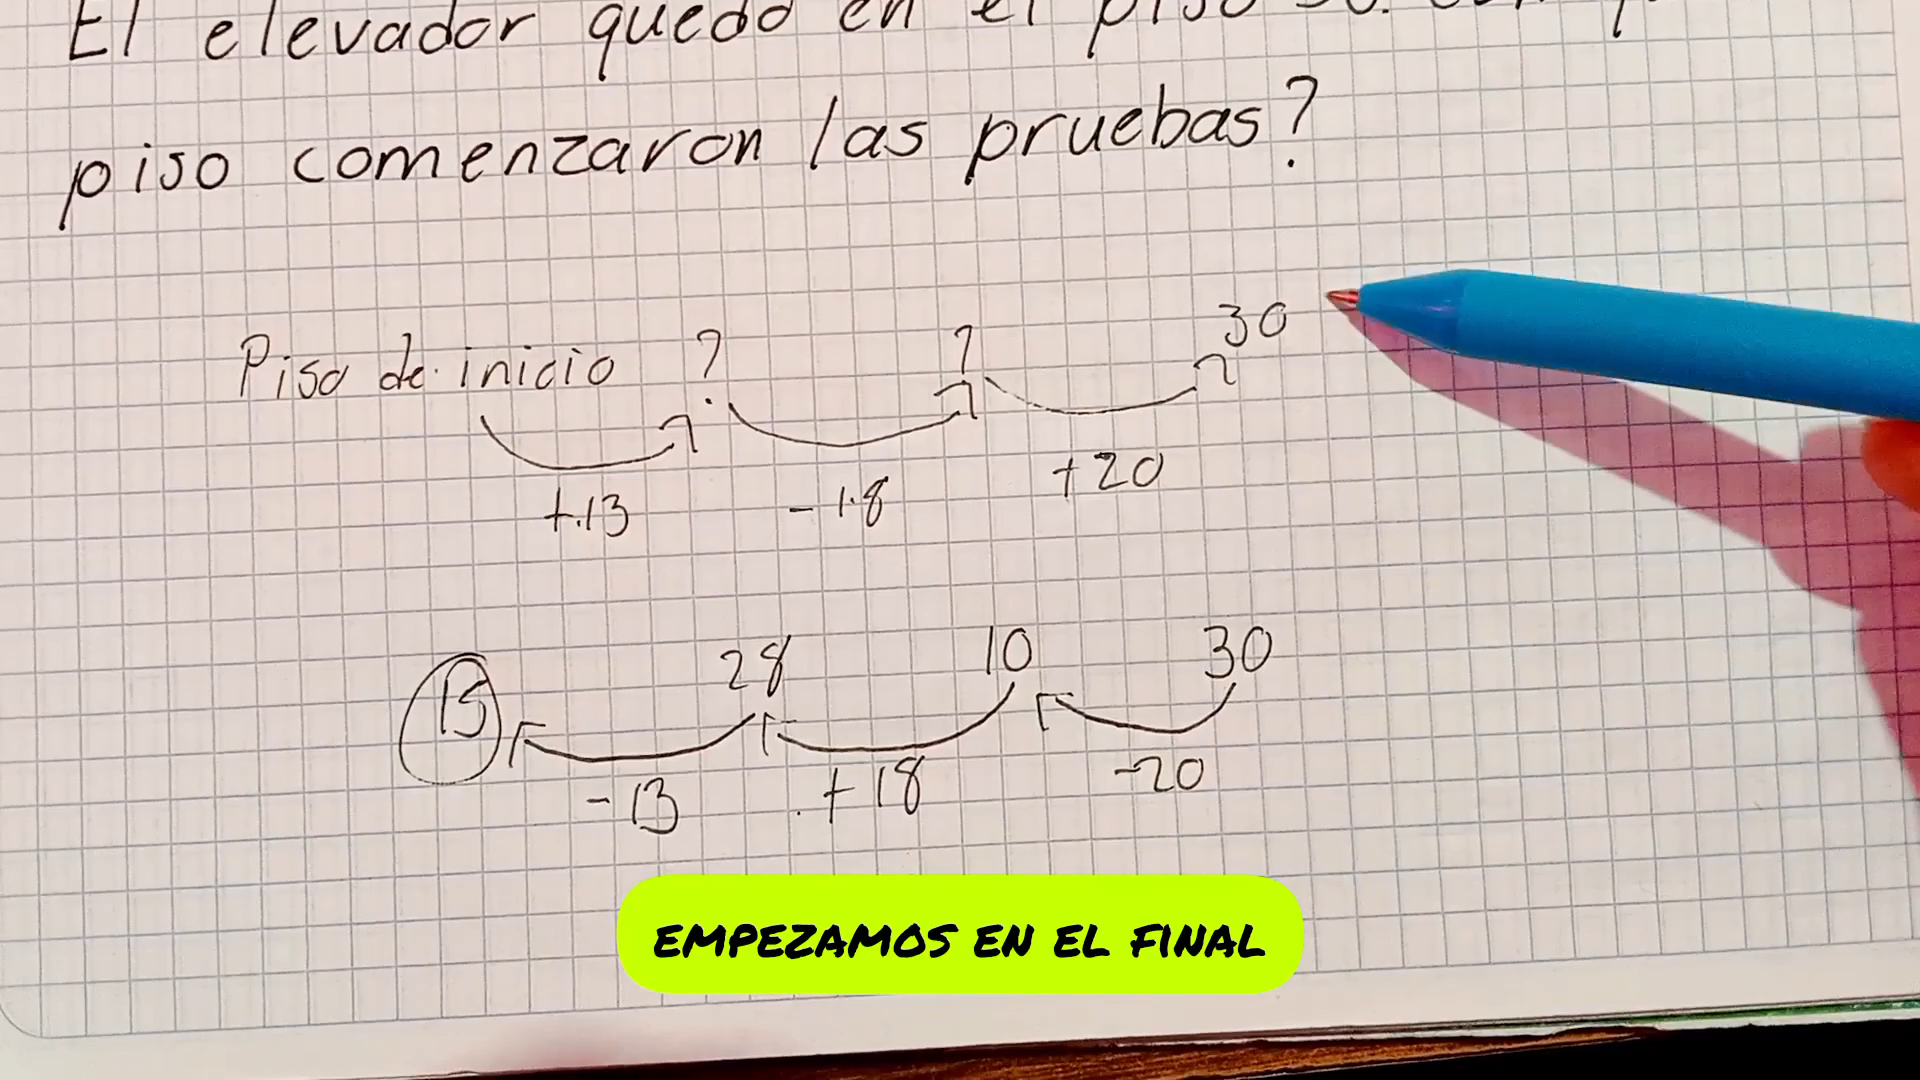 El elevador quedó en el piso 30. 
piso comenzaron las pruebas?
Piso de inicio ? ? 30
+13 -18 +20
15 28 10 30
-13 +18 -20
EMPEZAMOS EN EL FINAL